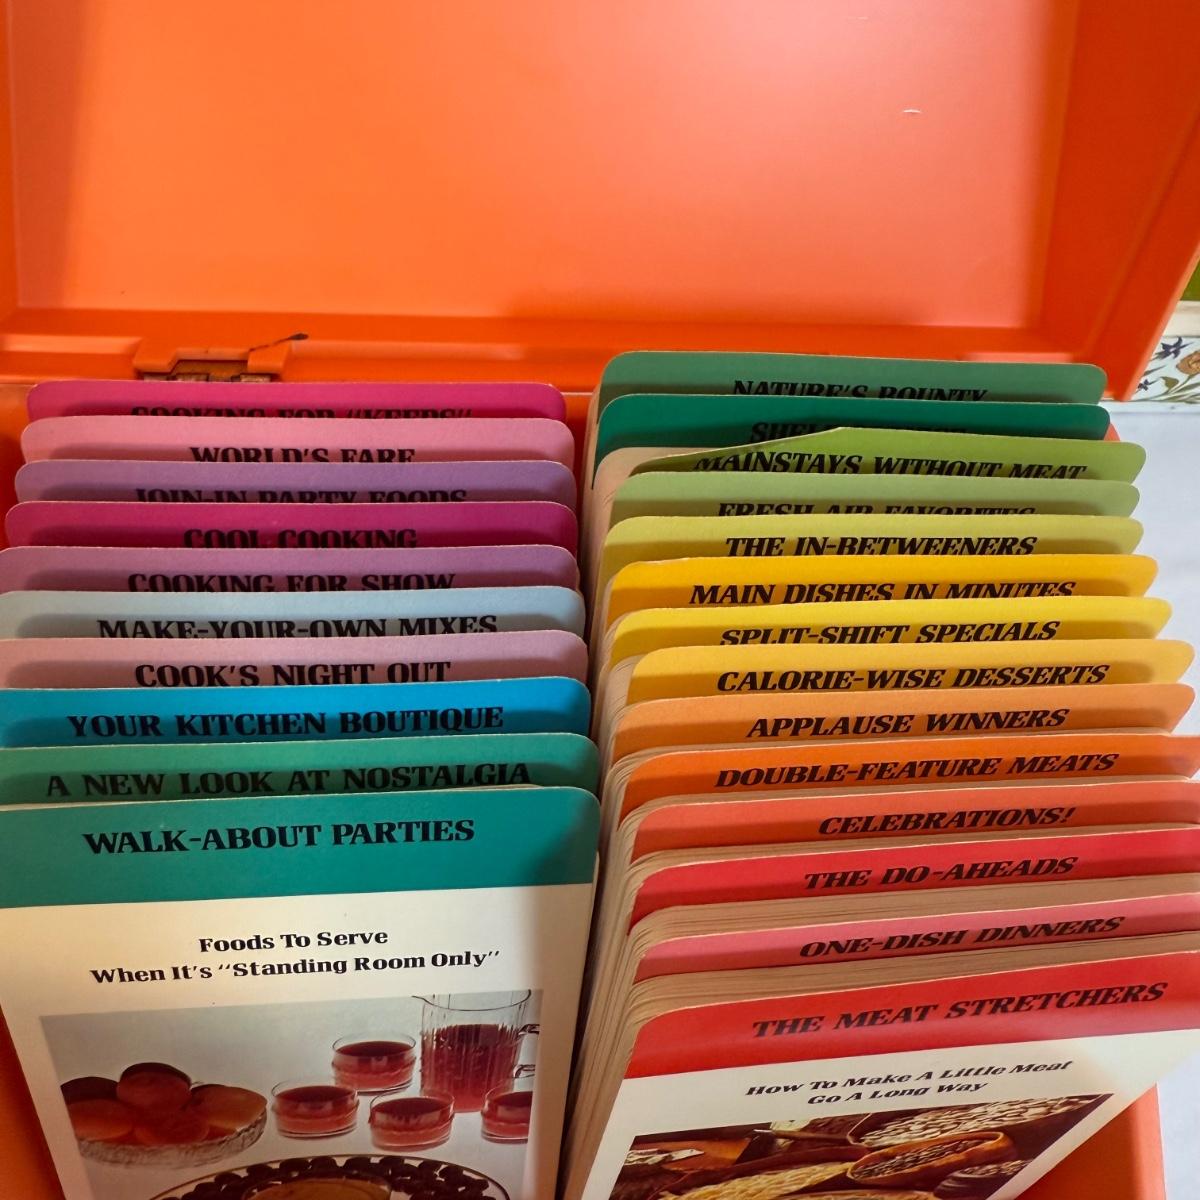 COOKING FOR "KEEPS"
WORLD'S FARE
JOIN-IN PARTY FOODS
COOL COOKING
COOKING FOR SHOW
MAKE-YOUR-OWN MIXES
COOK'S NIGHT OUT
YOUR KITCHEN BOUTIQUE
A NEW LOOK AT NOSTALGIA
WALK-ABOUT PARTIES
Foods To Serve
When It's "Standing Room Only"
NATURE'S BOUNTY
MAINSTAYS WITHOUT MEAT
FRESH AIR FAVORITES
THE IN-BETWEENERS
MAIN DISHES IN MINUTES
SPLIT-SHIFT SPECIALS
CALORIE-WISE DESSERTS
APPLAUSE WINNERS
DOUBLE-FEATURE MEATS
CELEBRATIONS!
THE DO-AHEADS
ONE-DISH DINNERS
THE MEAT STRETCHERS
How To Make A Little Meat
Go A Long Way